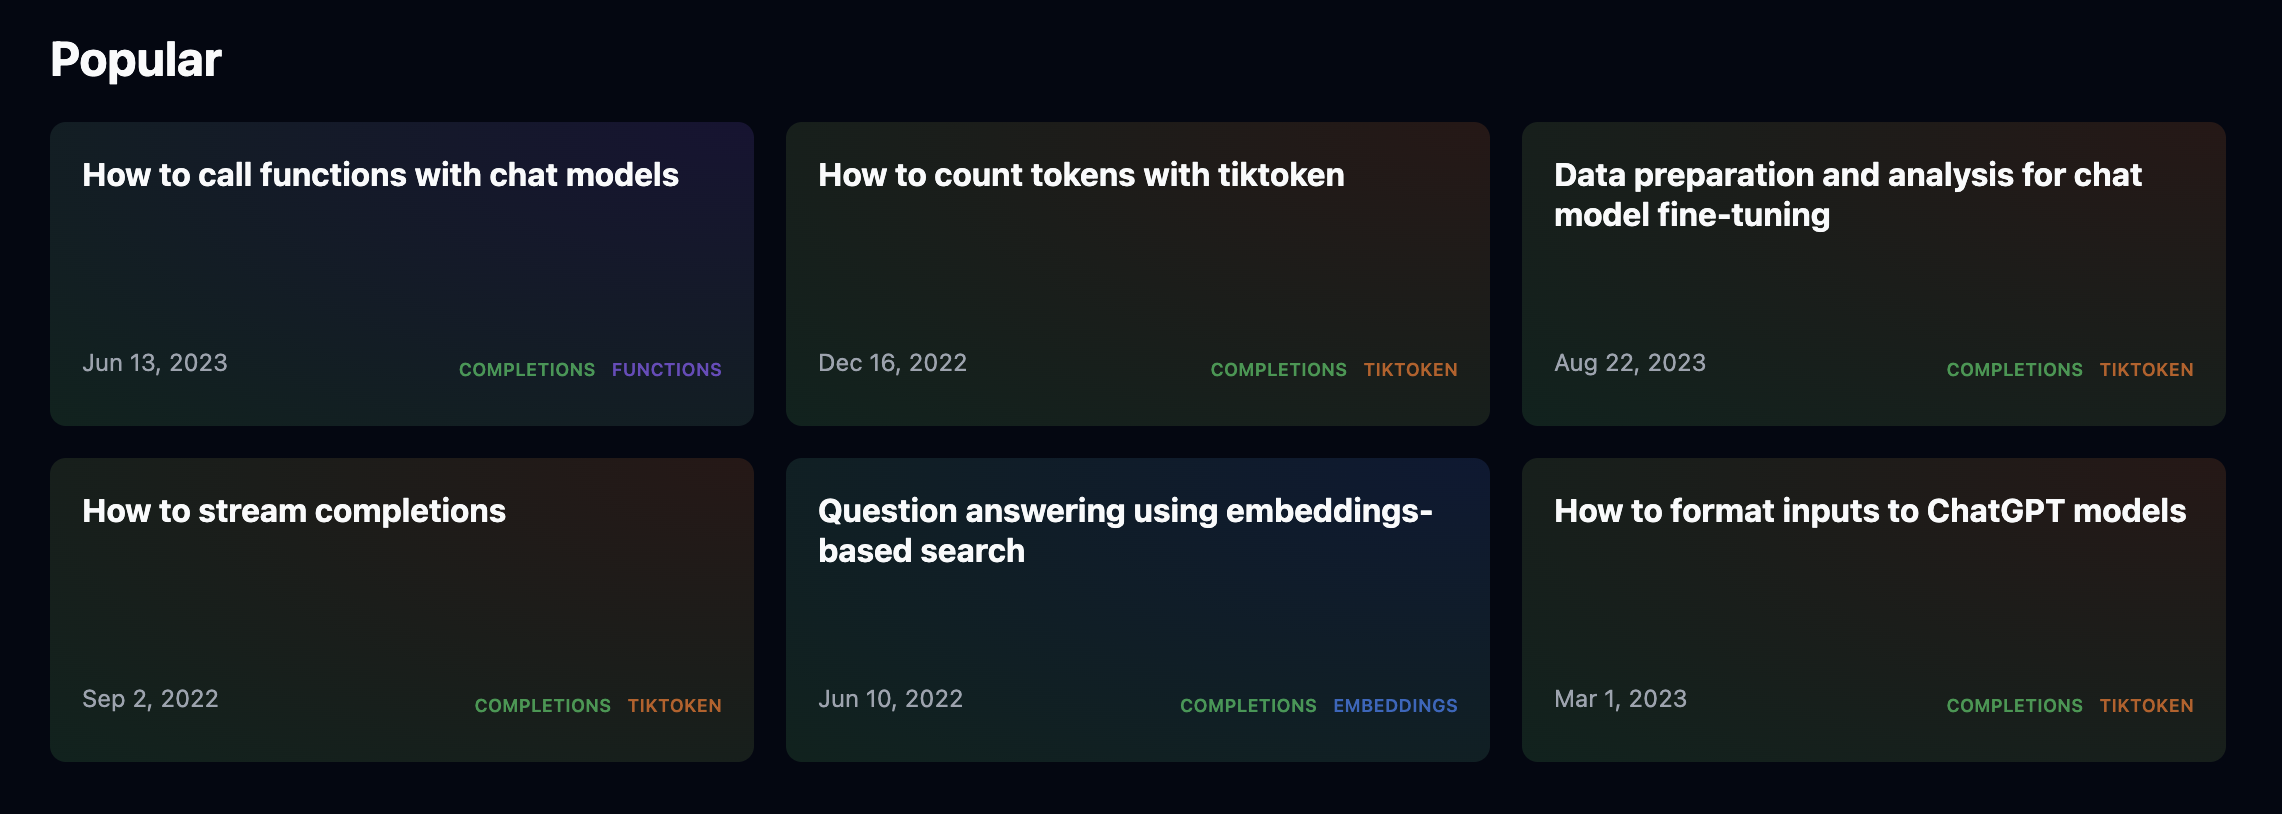 Popular
How to call functions with chat models
Jun 13, 2023
COMPLETIONS FUNCTIONS
How to count tokens with tiktoken
Dec 16, 2022
COMPLETIONS TIKTOKEN
Data preparation and analysis for chat
model fine-tuning
Aug 22, 2023
COMPLETIONS TIKTOKEN
How to stream completions
Sep 2, 2022
COMPLETIONS TIKTOKEN
Question answering using embeddings-
based search
Jun 10, 2022
COMPLETIONS EMBEDDINGS
How to format inputs to ChatGPT models
Mar 1, 2023
COMPLETIONS TIKTOKEN